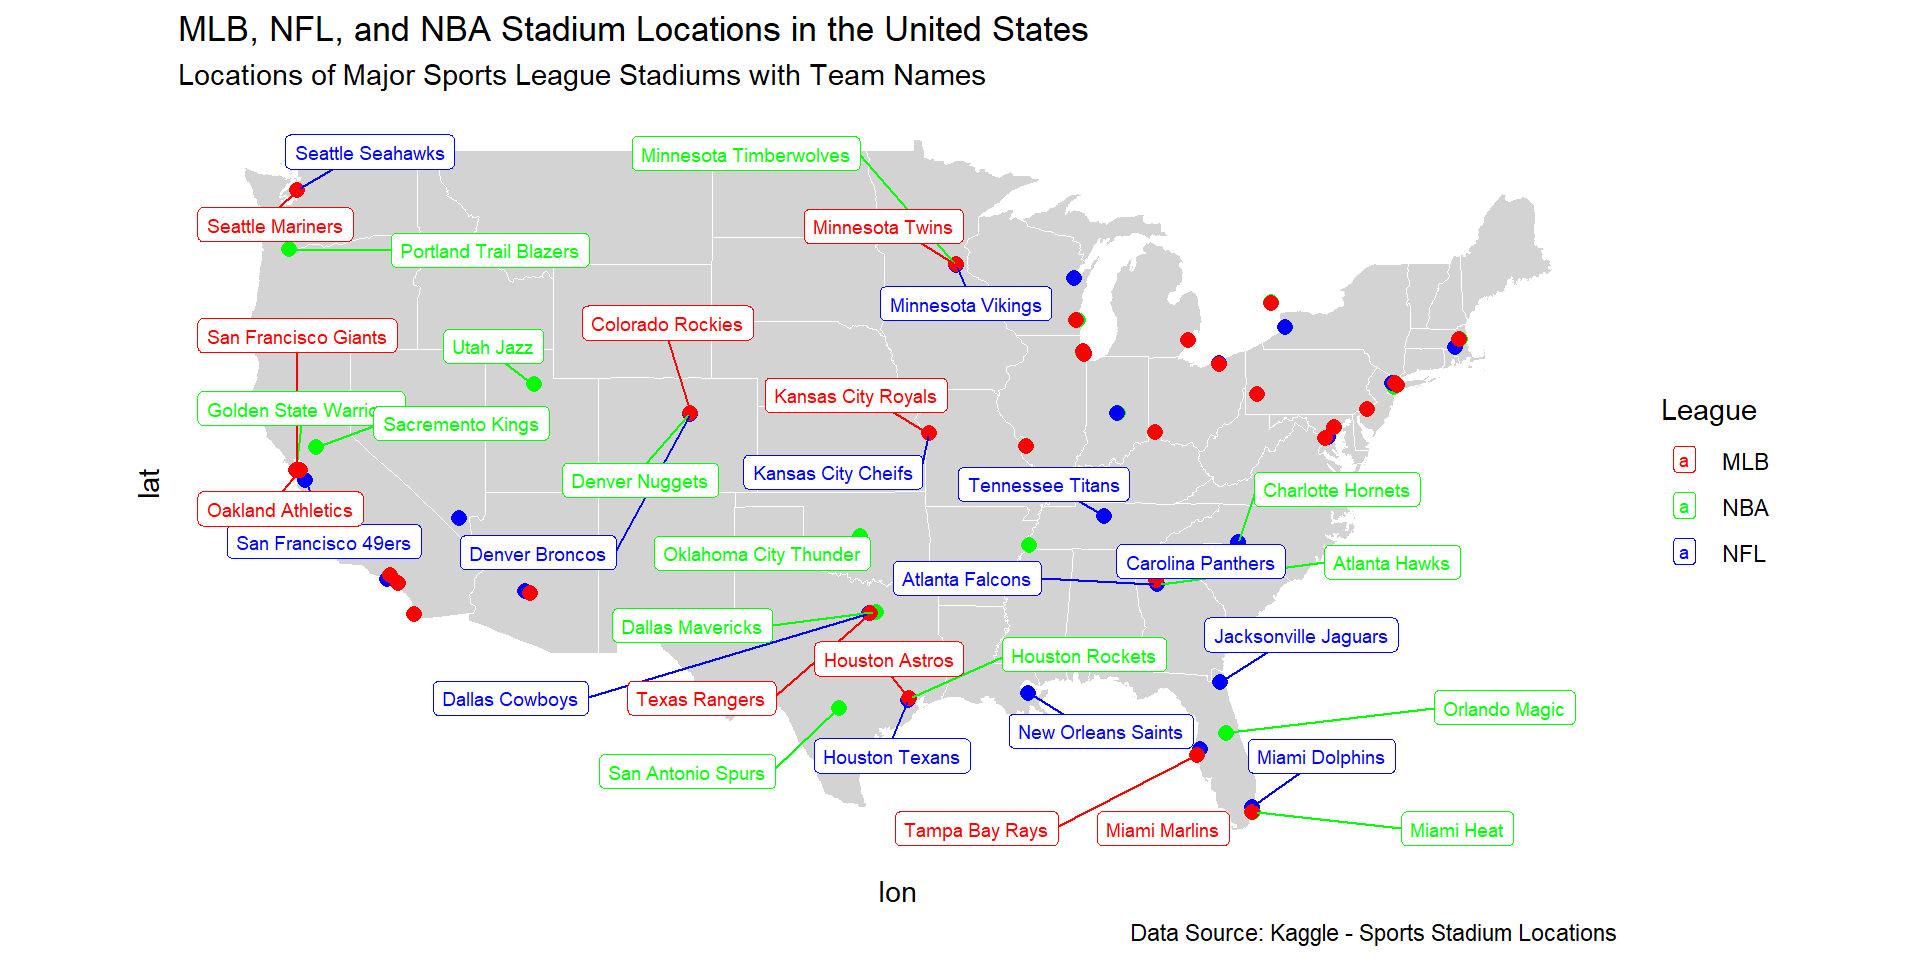 MLB, NFL, and NBA Stadium Locations in the United States
Locations of Major Sports League Stadiums with Team Names
Seattle Seahawks
Minnesota Timberwolves
Seattle Mariners
Minnesota Twins
Portland Trail Blazers
Minnesota Vikings
Colorado Rockies
San Francisco Giants
Utah Jazz
Kansas City Royals
Golden State Warrio
Sacremento Kings
League
a MLB
a NBA
a NFL
Kansas City Cheifs
Denver Nuggets
Tennessee Titans
Charlotte Hornets
lat
Oakland Athletics
San Francisco 49ers
Denver Broncos
Oklahoma City Thunder
Carolina Panthers
Atlanta Hawks
Atlanta Falcons
Dallas Mavericks
Jacksonville Jaguars
Houston Astros
Houston Rockets
Dallas Cowboys
Texas Rangers
Orlando Magic
New Orleans Saints
Houston Texans
Miami Dolphins
San Antonio Spurs
Tampa Bay Rays
Miami Marlins
Miami Heat
lon
Data Source: Kaggle - Sports Stadium Locations